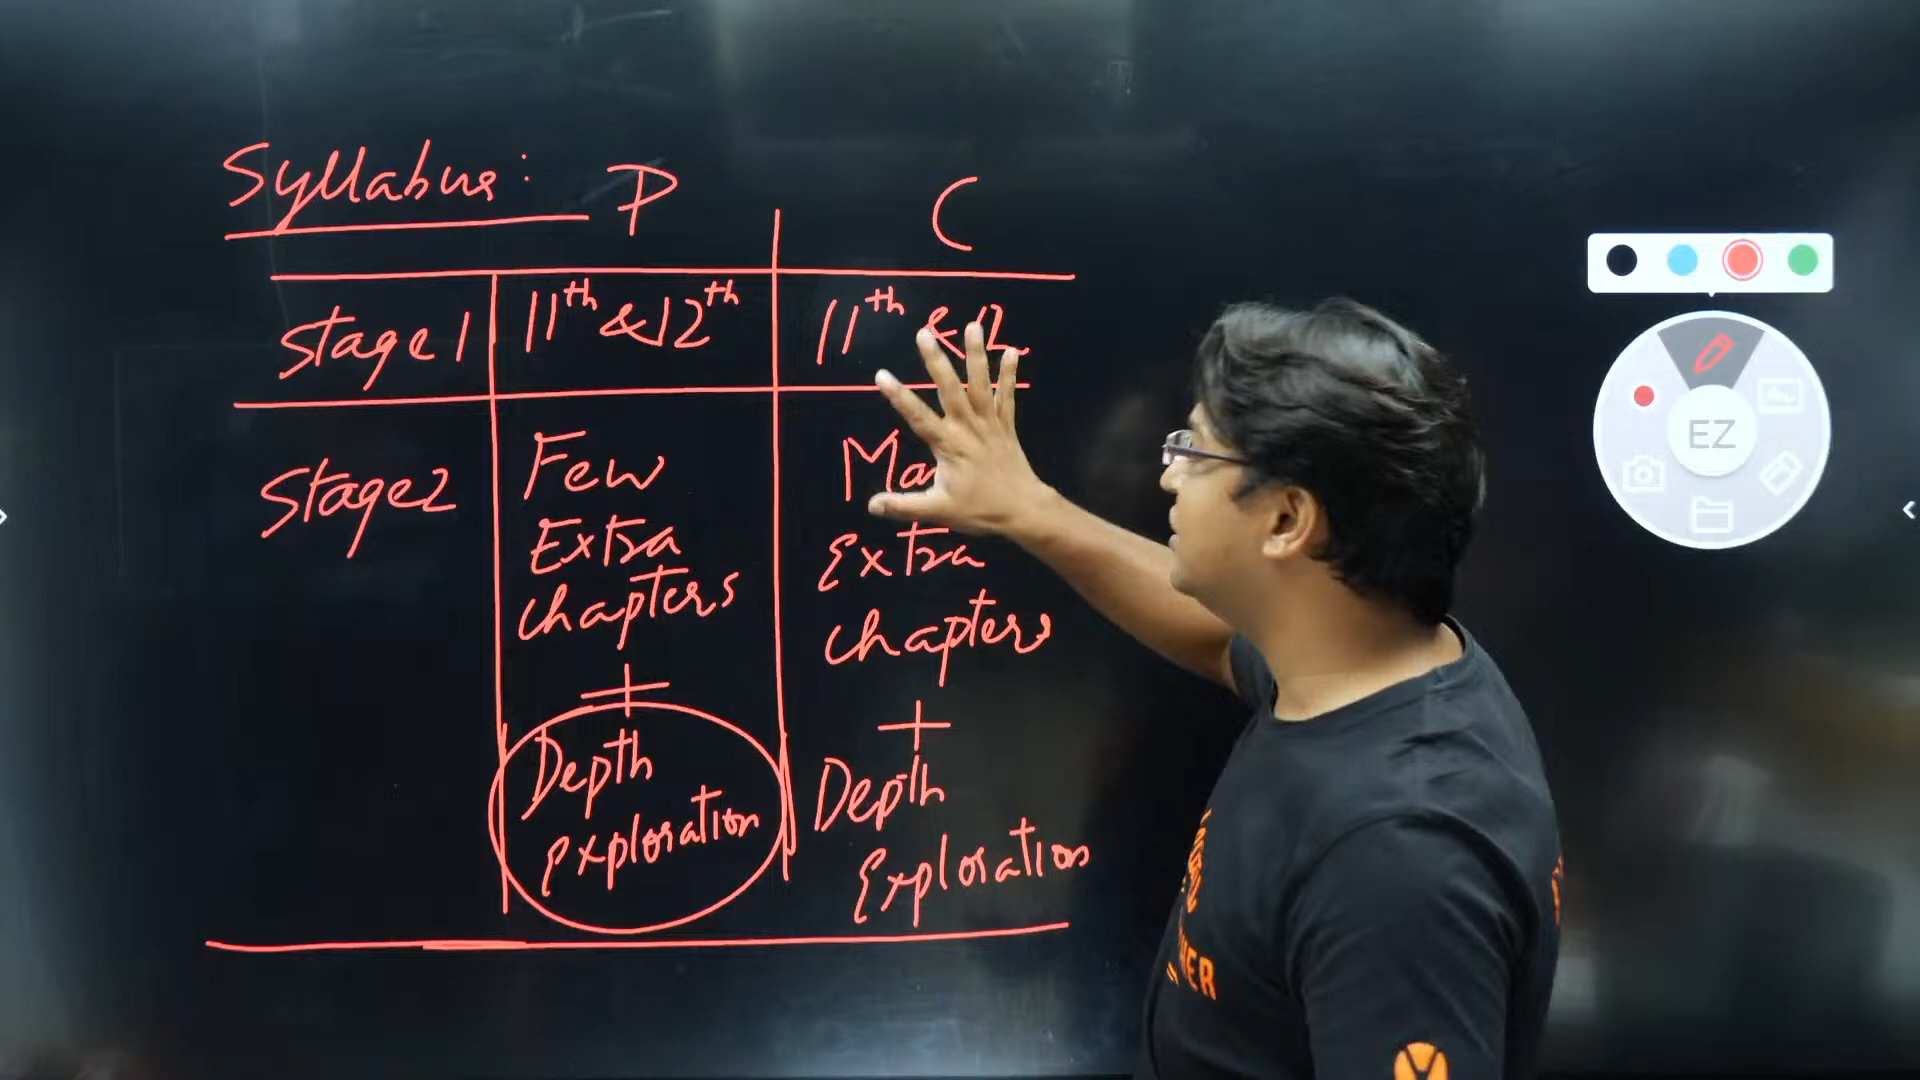 Syllabus:
P
C
Stage 1
11th & 12th
11th & 12
Stage 2
Few
Extra
chapters
+
Depth
exploration
Extra
chapters
+
Depth
Exploration
EZ